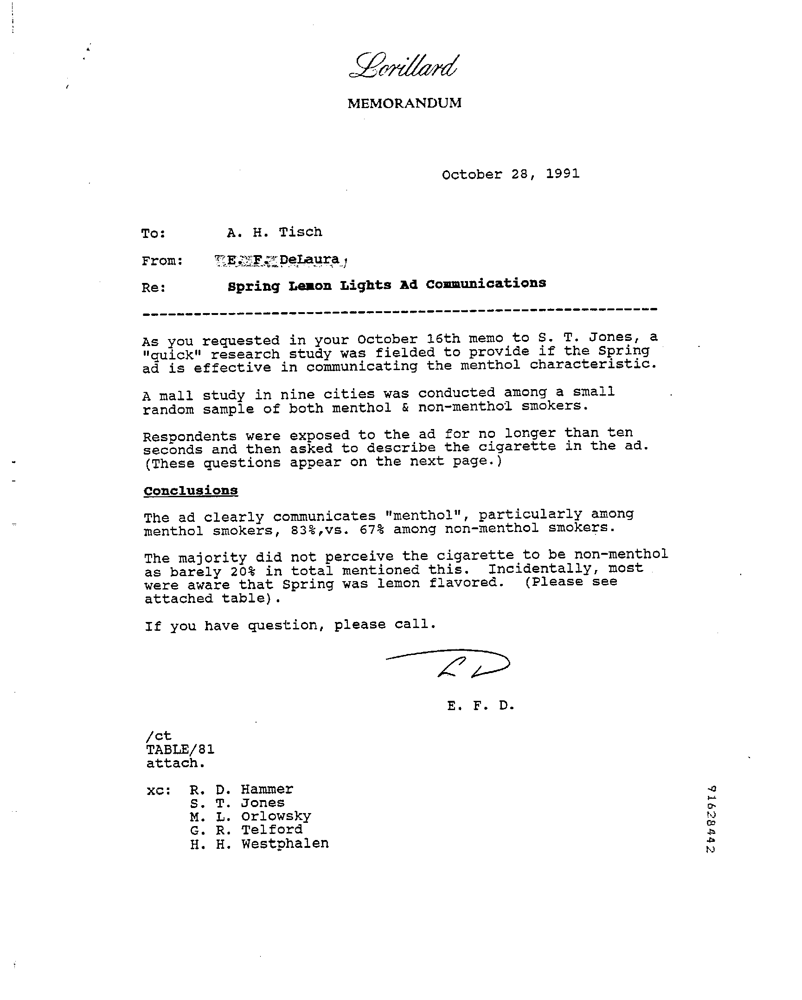 Lorillard
MEMORANDUM
October 28, 1991
To: A. H. Tisch
From: E. F. DeLaura
Re: Spring Lemon Lights Ad Communications
As you requested in your October 16th memo to S. T. Jones, a
"quick" research study was fielded to provide if the Spring
ad is effective in communicating the menthol characteristic.
A mall study in nine cities was conducted among a small
random sample of both menthol & non-menthol smokers.
Respondents were exposed to the ad for no longer than ten
seconds and then asked to describe the cigarette in the ad.
(These questions appear on the next page.)
Conclusions
The ad clearly communicates "menthol", particularly among
menthol smokers, 83%,vs. 67% among non-menthol smokers.
The majority did not perceive the cigarette to be non-menthol
as barely 20% in total mentioned this. Incidentally, most
were aware that Spring was lemon flavored. (Please see
attached table).
If you have question, please call.
LD
E. F. D.
/ct
TABLE/81
attach.
xc: R. D. Hammer
S. T. Jones
M. L. Orlowsky
G. R. Telford
H. H. Westphalen
91628442